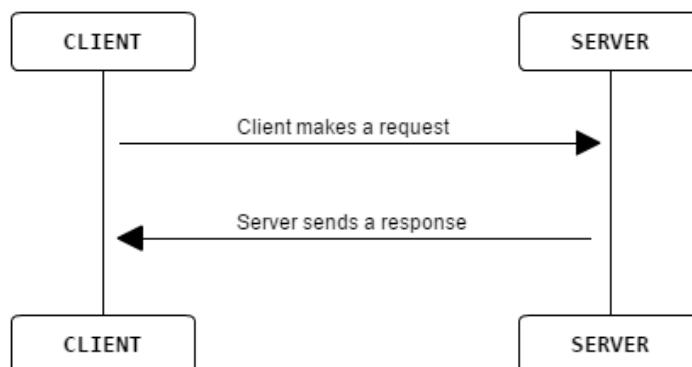 CLIENT SERVER
Client makes a request
Server sends a response
CLIENT SERVER